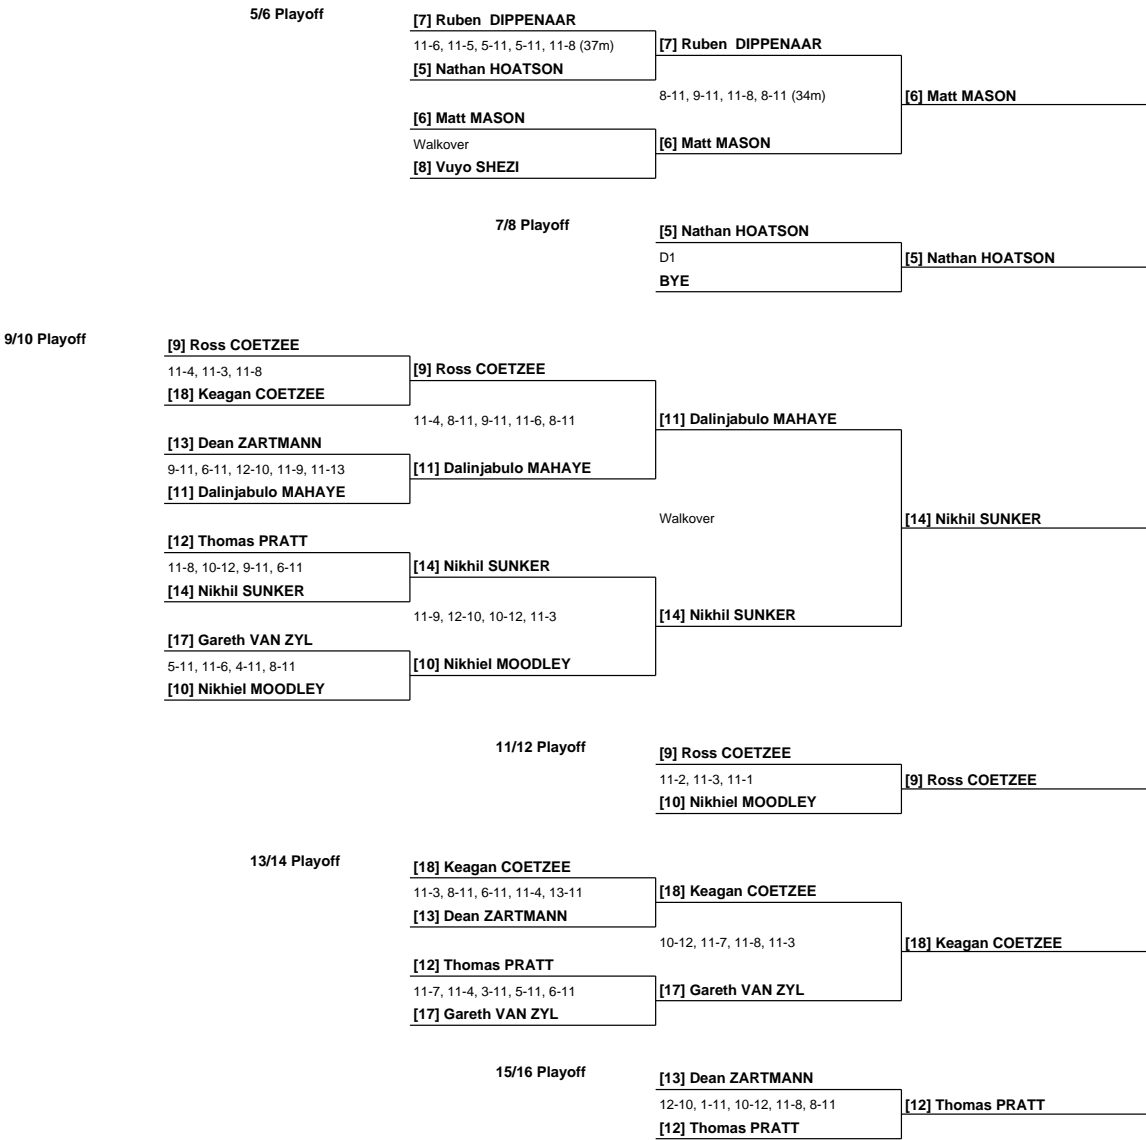 5/6 Playoff
[7] Ruben  DIPPENAAR
11-6, 11-5, 5-11, 5-11, 11-8 (37m)
[7] Ruben  DIPPENAAR
[5] Nathan HOATSON
8-11, 9-11, 11-8, 8-11 (34m)
[6] Matt MASON
[6] Matt MASON
Walkover
[6] Matt MASON
[8] Vuyo SHEZI
7/8 Playoff
[5] Nathan HOATSON
D1
[5] Nathan HOATSON
BYE
9/10 Playoff
[9] Ross COETZEE
11-4, 11-3, 11-8
[9] Ross COETZEE
[18] Keagan COETZEE
11-4, 8-11, 9-11, 11-6, 8-11
[11] Dalinjabulo MAHAYE
[13] Dean ZARTMANN
9-11, 6-11, 12-10, 11-9, 11-13
[11] Dalinjabulo MAHAYE
[11] Dalinjabulo MAHAYE
Walkover
[14] Nikhil SUNKER
[12] Thomas PRATT
11-8, 10-12, 9-11, 6-11
[14] Nikhil SUNKER
[14] Nikhil SUNKER
11-9, 12-10, 10-12, 11-3
[14] Nikhil SUNKER
[17] Gareth VAN ZYL
5-11, 11-6, 4-11, 8-11
[10] Nikhiel MOODLEY
[10] Nikhiel MOODLEY
11/12 Playoff
[9] Ross COETZEE
11-2, 11-3, 11-1
[9] Ross COETZEE
[10] Nikhiel MOODLEY
13/14 Playoff
[18] Keagan COETZEE
11-3, 8-11, 6-11, 11-4, 13-11
[18] Keagan COETZEE
[13] Dean ZARTMANN
10-12, 11-7, 11-8, 11-3
[18] Keagan COETZEE
[12] Thomas PRATT
11-7, 11-4, 3-11, 5-11, 6-11
[17] Gareth VAN ZYL
[17] Gareth VAN ZYL
15/16 Playoff
[13] Dean ZARTMANN
12-10, 1-11, 10-12, 11-8, 8-11
[12] Thomas PRATT
[12] Thomas PRATT